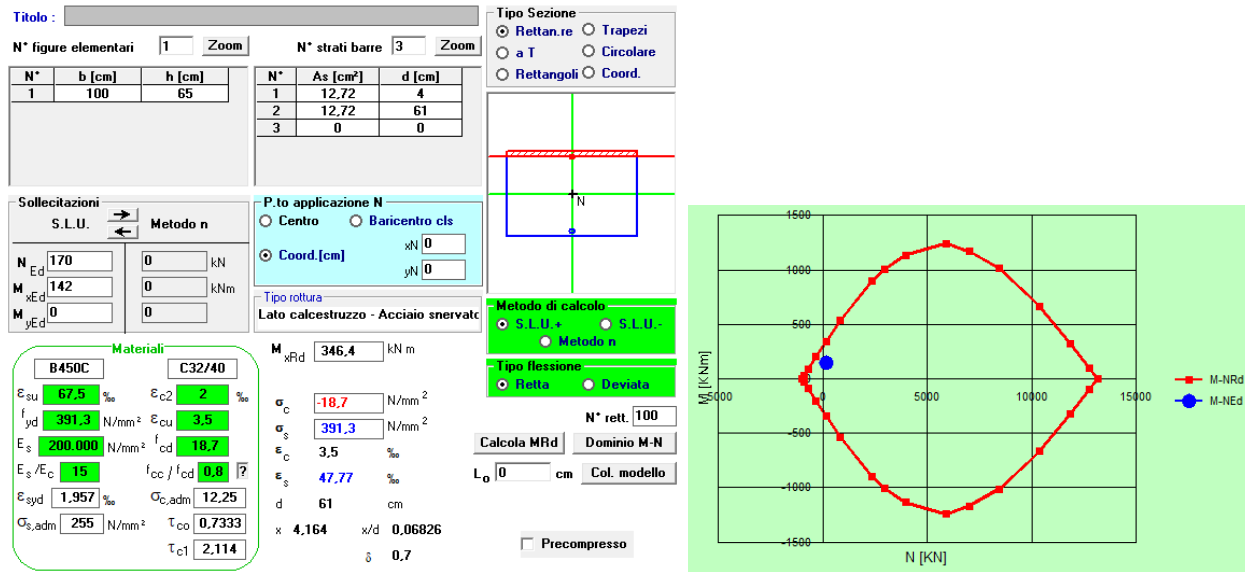 Titolo :
N° figure elementari 1 Zoom
N° strati barre 3 Zoom
N° b [cm] h [cm]
1 100 65
N° As [cm²] d [cm]
1 12,72 4
2 12,72 61
3 0 0
Tipo Sezione
Rettan.re Trapezi
a T Circolare
Rettangoli Coord.
N
Sollecitazioni
S.L.U. Metodo n
N Ed 170 0 kN
M xEd 142 0 kNm
M yEd 0 0
P.to applicazione N
Centro Baricentro cls
Coord.[cm] xN 0
yN 0
Tipo rottura
Lato calcestruzzo - Acciaio snervato
Metodo di calcolo
S.L.U.+ S.L.U.-
Metodo n
Tipo flessione
Retta Deviata
N° rett. 100
Calcola MRd Dominio M-N
L₀ 0 cm Col. modello
Precompresso
Materiali
B450C C32/40
εsu 67,5 ‰ εc2 2 ‰
fyd 391,3 N/mm² εcu 3,5
Es 200.000 N/mm² fcd 18,7
Es/Ec 15 fcc / fcd 0,8 ?
εsyd 1,957 ‰ σc,adm 12,25
σs,adm 255 N/mm² τco 0,7333
τc1 2,114
M xRd 346,4 kN m
σc -18,7 N/mm²
σs 391,3 N/mm²
εc 3,5 ‰
εs 47,77 ‰
d 61 cm
x 4,164 x/d 0,06826
δ 0,7
M [KNm]
1500
1000
500
0
-500
-1000
-1500
-5000 0 5000 10000 15000
N [KN]
M-NRd
M-NEd